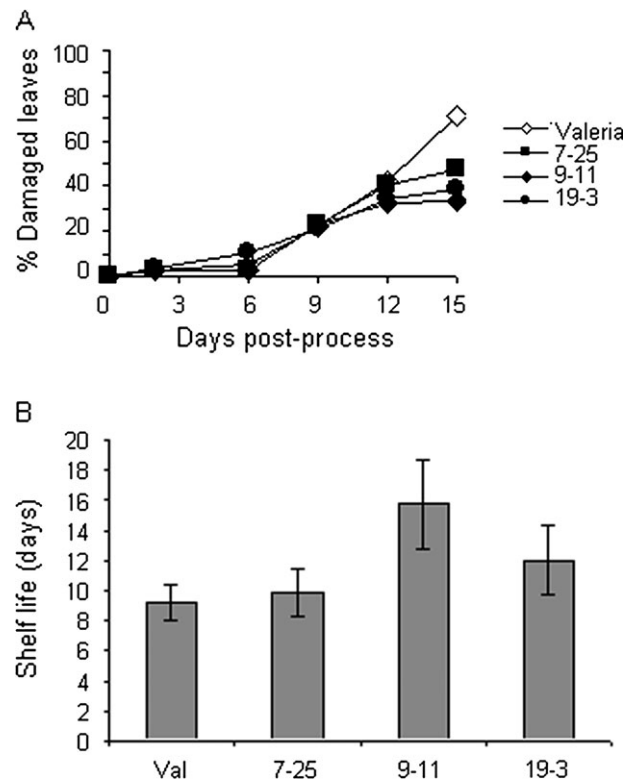 A
% Damaged leaves
100
80
60
40
20
0
0 3 6 9 12 15
Days post-process
'Valeria
7-25
9-11
19-3
B
Shelf life (days)
20
18
16
14
12
10
8
6
4
2
0
Val 7-25 9-11 19-3